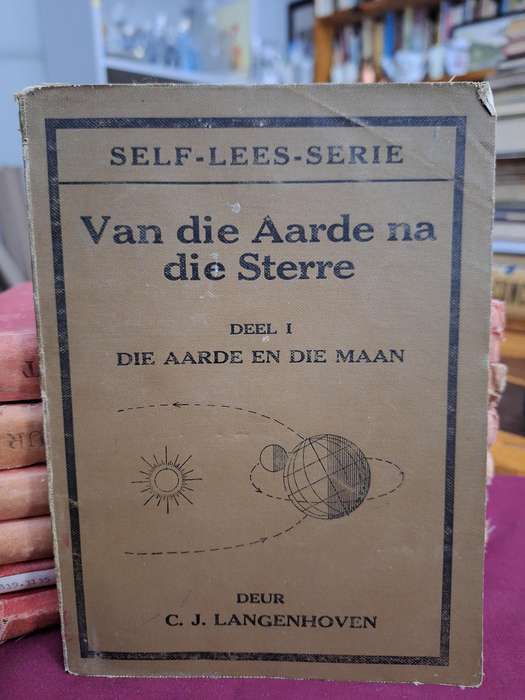 SELF-LEES-SERIE
Van die Aarde na
die Sterre
DEEL I
DIE AARDE EN DIE MAAN
DEUR
C. J. LANGENHOVEN